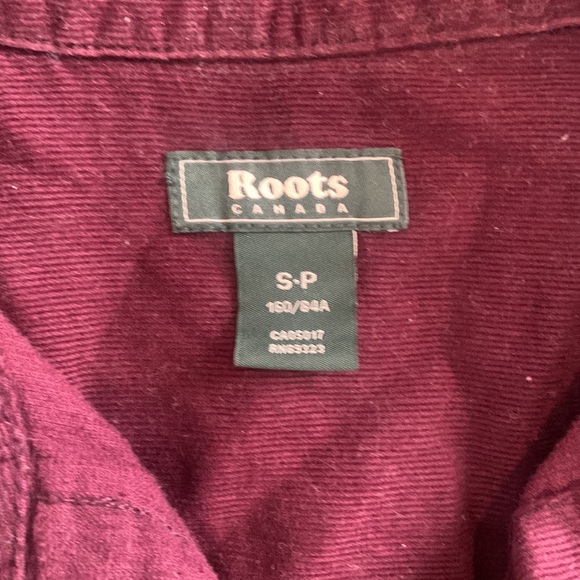 Roots
CANADA
S·P
160/84A
CA05017
RN69323